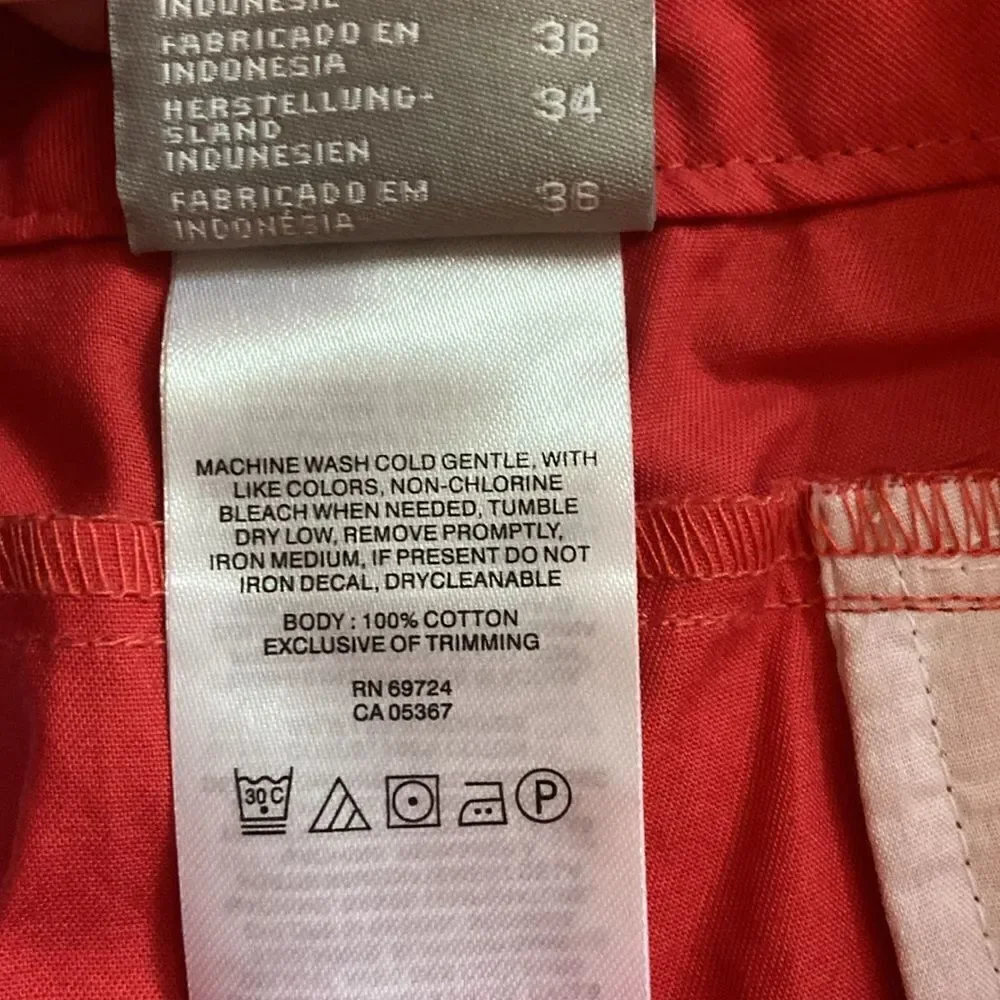 INDONÉSIE
FABRICADO EN 36
INDONESIA
HERSTELLUNG- 34
SLAND
INDUNESIEN
FABRICADO EM 36
INDONÉSIA
MACHINE WASH COLD GENTLE, WITH
LIKE COLORS, NON-CHLORINE
BLEACH WHEN NEEDED, TUMBLE
DRY LOW, REMOVE PROMPTLY,
IRON MEDIUM, IF PRESENT DO NOT
IRON DECAL, DRYCLEANABLE
BODY : 100% COTTON
EXCLUSIVE OF TRIMMING
RN 69724
CA 05367
30 C
P